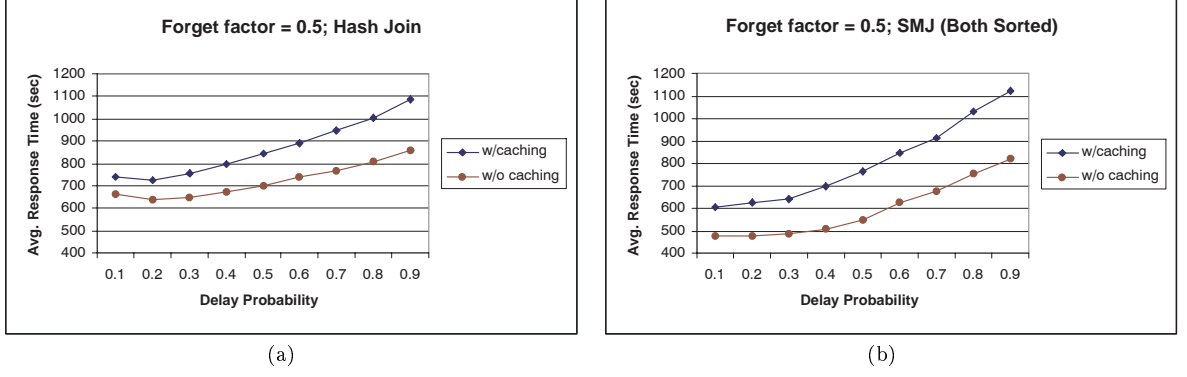 Forget factor = 0.5; Hash Join
Avg. Response Time (sec)
1200
1100
1000
900
800
700
600
500
400
0.1 0.2 0.3 0.4 0.5 0.6 0.7 0.8 0.9
Delay Probability
w/caching
w/o caching
(a)
Forget factor = 0.5; SMJ (Both Sorted)
Avg. Response Time (sec)
1200
1100
1000
900
800
700
600
500
400
0.1 0.2 0.3 0.4 0.5 0.6 0.7 0.8 0.9
Delay Probability
w/caching
w/o caching
(b)